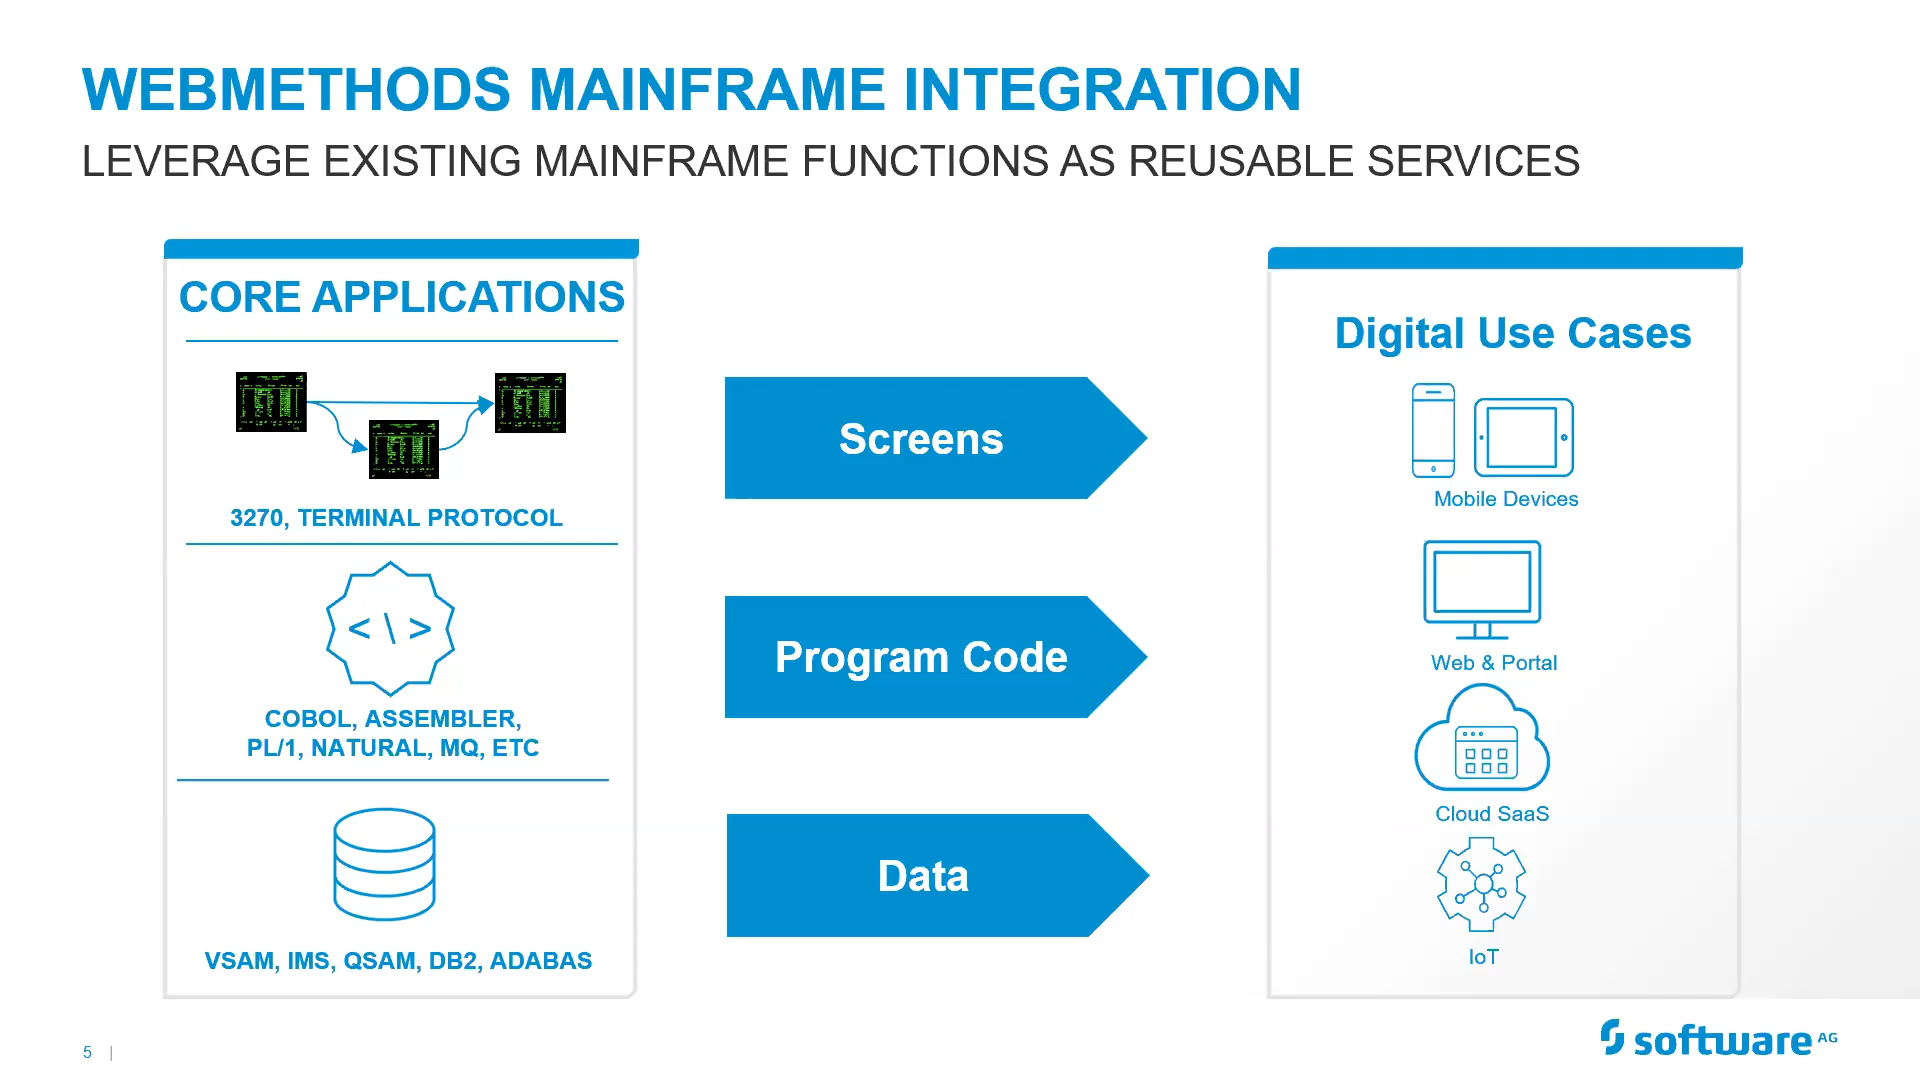 WEBMETHODS MAINFRAME INTEGRATION
LEVERAGE EXISTING MAINFRAME FUNCTIONS AS REUSABLE SERVICES
CORE APPLICATIONS
3270, TERMINAL PROTOCOL
< \ >
COBOL, ASSEMBLER,
PL/1, NATURAL, MQ, ETC
VSAM, IMS, QSAM, DB2, ADABAS
Screens
Program Code
Data
Digital Use Cases
Mobile Devices
Web & Portal
Cloud SaaS
IoT
5 |
software AG